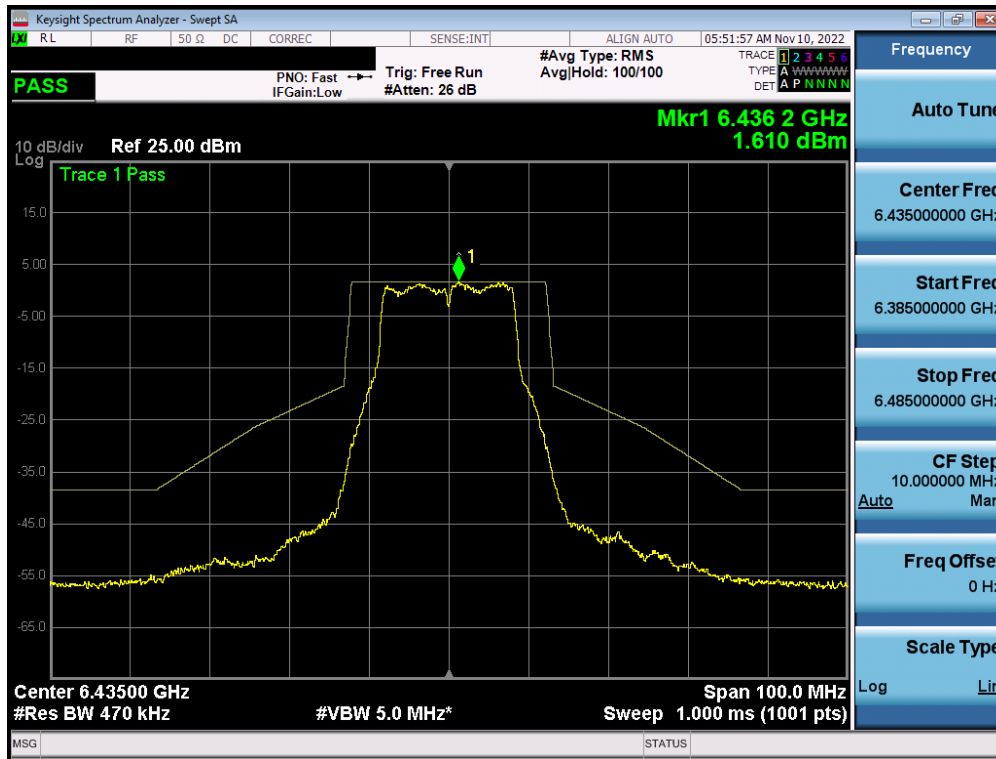 Keysight Spectrum Analyzer - Swept SA
LXI RL RF 50 Ω DC CORREC SENSE:INT ALIGN AUTO 05:51:57 AM Nov 10, 2022
PASS
PNO: Fast
IFGain:Low
Trig: Free Run
#Atten: 26 dB
#Avg Type: RMS
Avg|Hold: 100/100
TRACE 1 2 3 4 5 6
TYPE A WWWWW
DET A P N N N N
Mkr1 6.436 2 GHz
1.610 dBm
10 dB/div Ref 25.00 dBm
Log
Trace 1 Pass
1
15.0
5.00
-5.00
-15.0
-25.0
-35.0
-45.0
-55.0
-65.0
Center 6.43500 GHz Span 100.0 MHz
#Res BW 470 kHz #VBW 5.0 MHz* Sweep 1.000 ms (1001 pts)
MSG STATUS
Frequency
Auto Tune
Center Freq
6.435000000 GHz
Start Freq
6.385000000 GHz
Stop Freq
6.485000000 GHz
CF Step
10.000000 MHz
Auto Man
Freq Offset
0 Hz
Scale Type
Log Lin